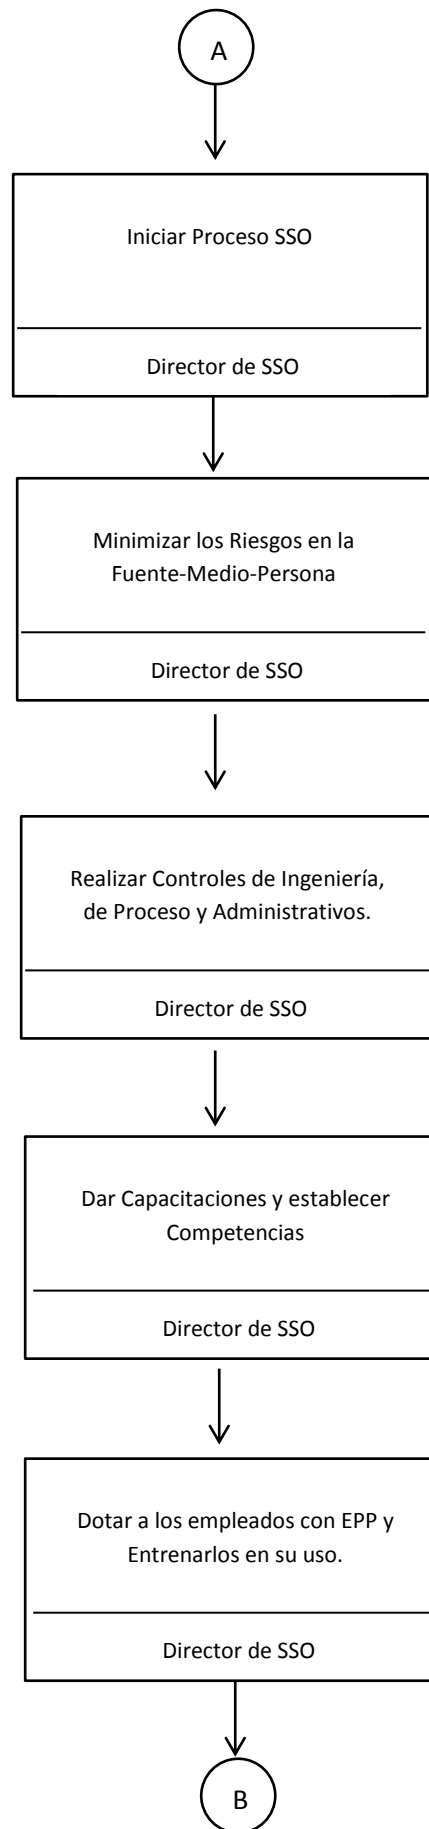 A
Iniciar Proceso SSO
Director de SSO
Minimizar los Riesgos en la
Fuente-Medio-Persona
Director de SSO
Realizar Controles de Ingeniería,
de Proceso y Administrativos.
Director de SSO
Dar Capacitaciones y establecer
Competencias
Director de SSO
Dotar a los empleados con EPP y
Entrenarlos en su uso.
Director de SSO
B